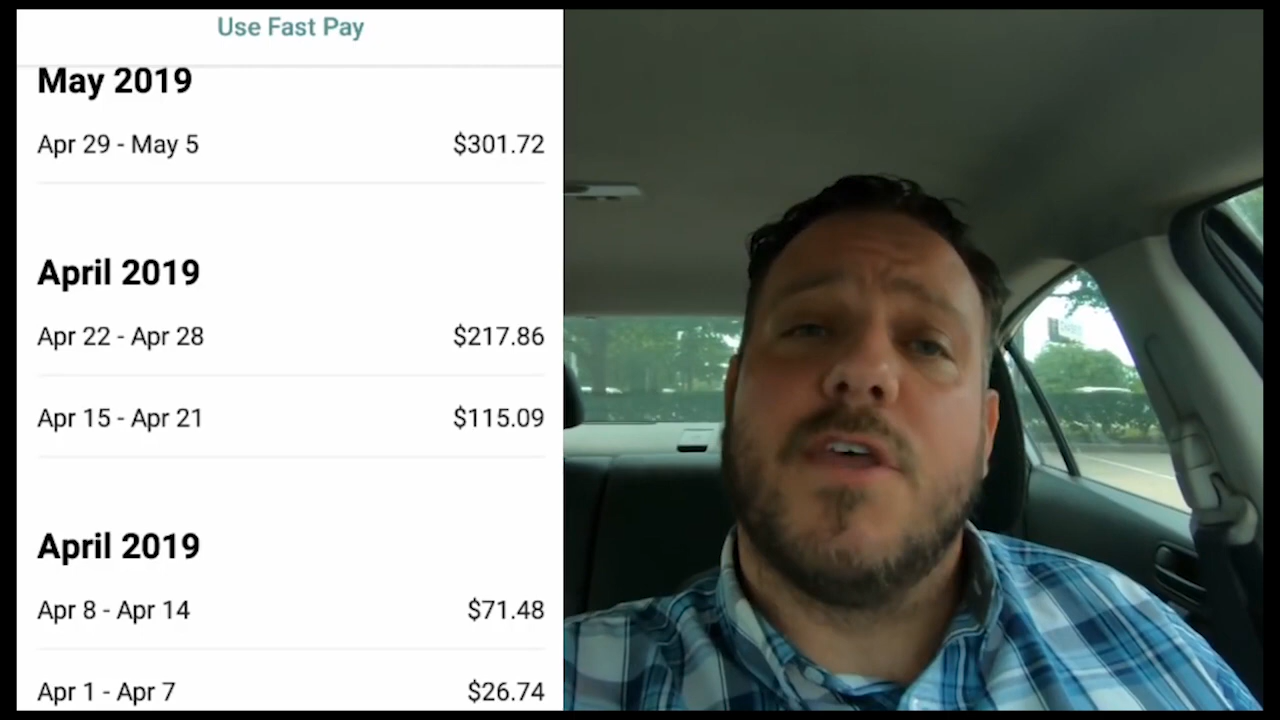 Use Fast Pay
May 2019
Apr 29 - May 5 $301.72
April 2019
Apr 22 - Apr 28 $217.86
Apr 15 - Apr 21 $115.09
April 2019
Apr 8 - Apr 14 $71.48
Apr 1 - Apr 7 $26.74